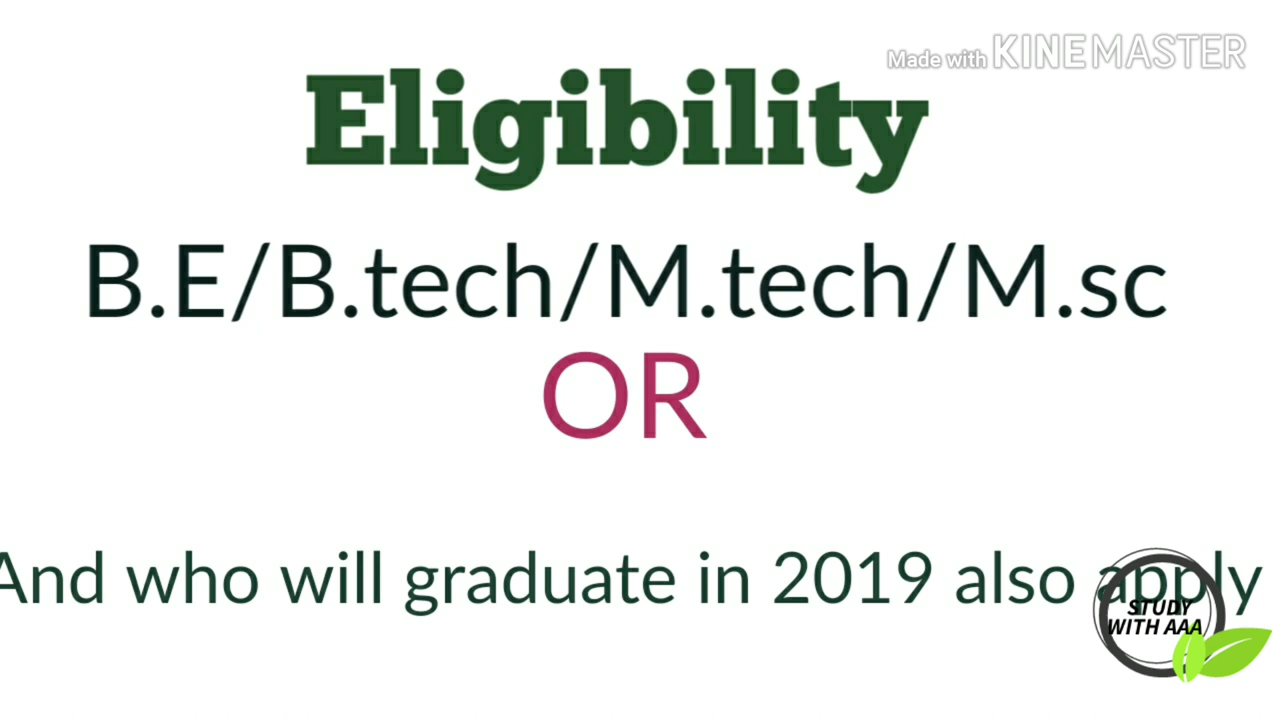 Made with KINEMASTER
Eligibility
B.E/B.tech/M.tech/M.sc
OR
And who will graduate in 2019 also apply
STUDY
WITH AAA